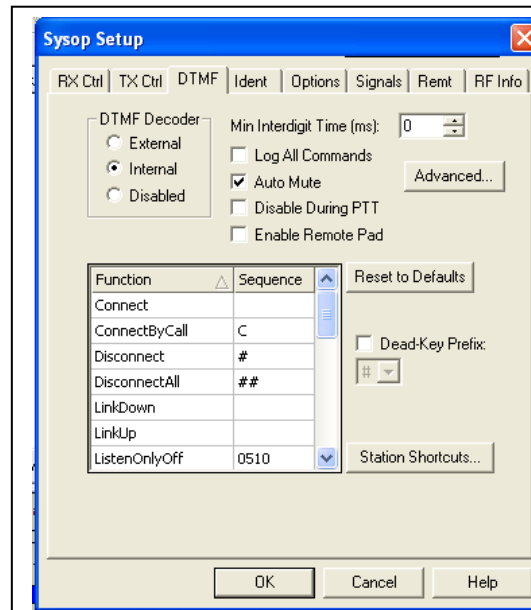 Sysop Setup
RX Ctrl TX Ctrl DTMF Ident Options Signals Remt RF Info
DTMF Decoder
External
Internal
Disabled
Min Interdigit Time (ms): 0
Log All Commands
Auto Mute
Disable During PTT
Enable Remote Pad
Advanced...
Function Sequence
Connect
ConnectByCall C
Disconnect #
DisconnectAll ##
LinkDown
LinkUp
ListenOnlyOff 0510
Reset to Defaults
Dead-Key Prefix:
#
Station Shortcuts...
OK Cancel Help